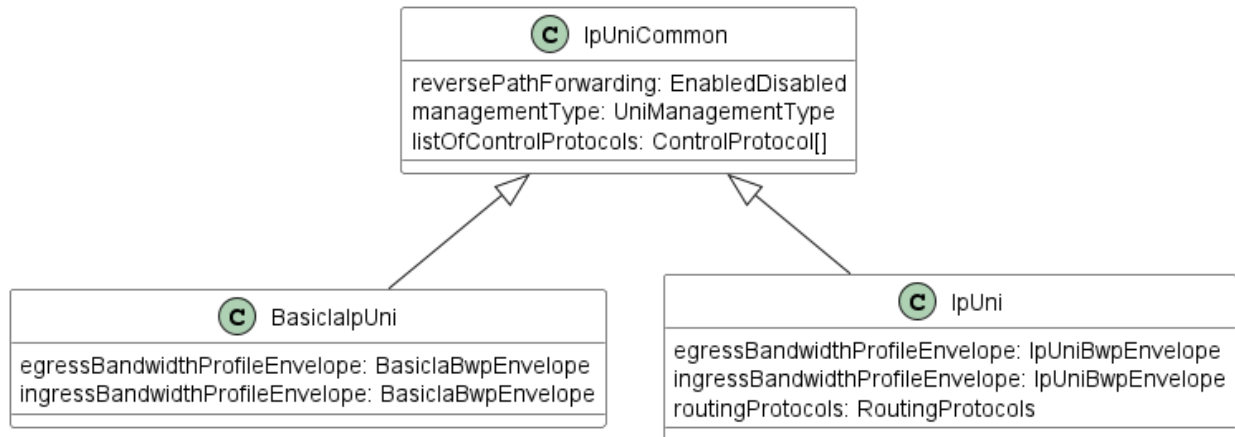 C IpUniCommon
reversePathForwarding: EnabledDisabled
managementType: UniManagementType
listOfControlProtocols: ControlProtocol[]
C BasicIaIpUni
egressBandwidthProfileEnvelope: BasicIaBwpEnvelope
ingressBandwidthProfileEnvelope: BasicIaBwpEnvelope
C IpUni
egressBandwidthProfileEnvelope: IpUniBwpEnvelope
ingressBandwidthProfileEnvelope: IpUniBwpEnvelope
routingProtocols: RoutingProtocols